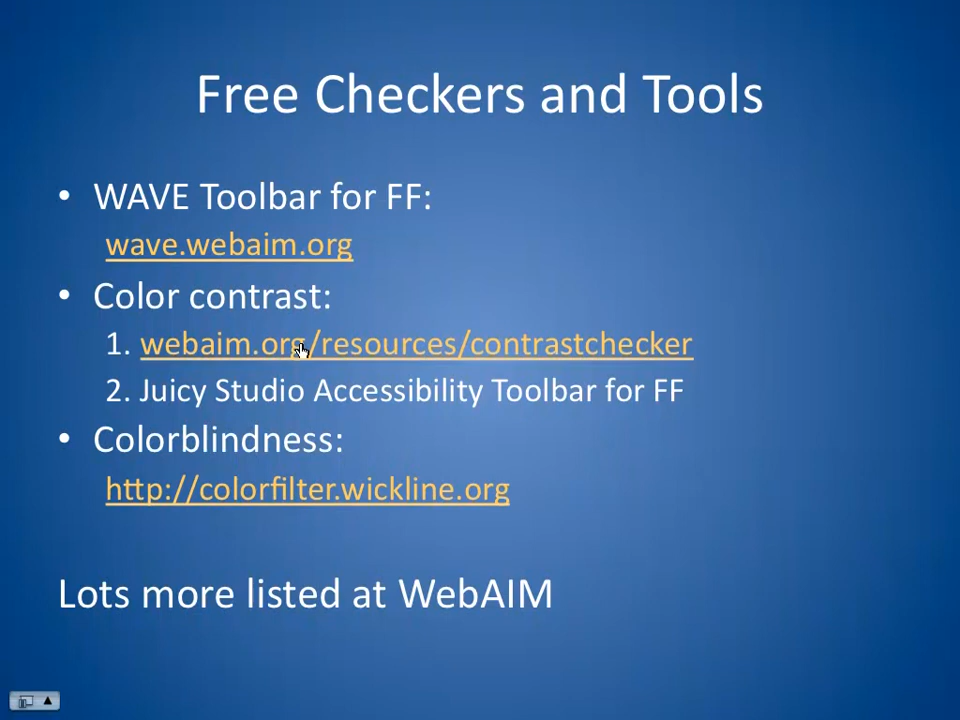 Free Checkers and Tools
• WAVE Toolbar for FF:
wave.webaim.org
• Color contrast:
1. webaim.org/resources/contrastchecker
2. Juicy Studio Accessibility Toolbar for FF
• Colorblindness:
http://colorfilter.wickline.org
Lots more listed at WebAIM